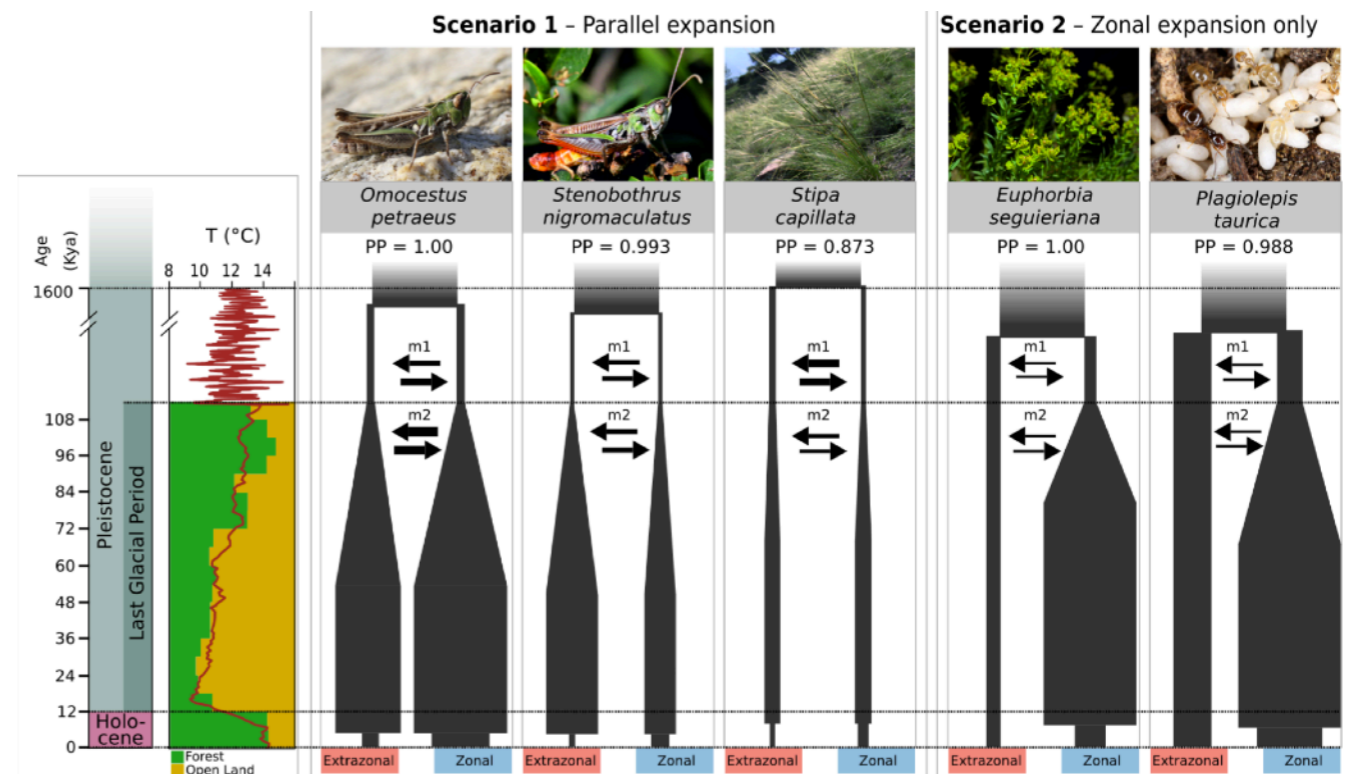 Scenario 1 – Parallel expansion
Scenario 2 – Zonal expansion only
Omocestus
petraeus
Stenobothrus
nigromaculatus
Stipa
capillata
Euphorbia
seguieriana
Plagiolepis
taurica
PP = 1.00
PP = 0.993
PP = 0.873
PP = 1.00
PP = 0.988
Age
(Kya)
T (°C)
8 10 12 14
1600
108
96
84
72
60
48
36
24
12
0
Pleistocene
Last Glacial Period
Holo-
cene
m1
m2
m1
m2
m1
m2
m1
m2
m1
m2
Extrazonal Zonal
Extrazonal Zonal
Extrazonal Zonal
Extrazonal Zonal
Extrazonal Zonal
Forest
Open Land